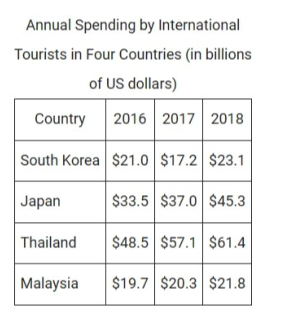 Annual Spending by International
Tourists in Four Countries (in billions
of US dollars)
Country 2016 2017 2018
South Korea $21.0 $17.2 $23.1
Japan $33.5 $37.0 $45.3
Thailand $48.5 $57.1 $61.4
Malaysia $19.7 $20.3 $21.8